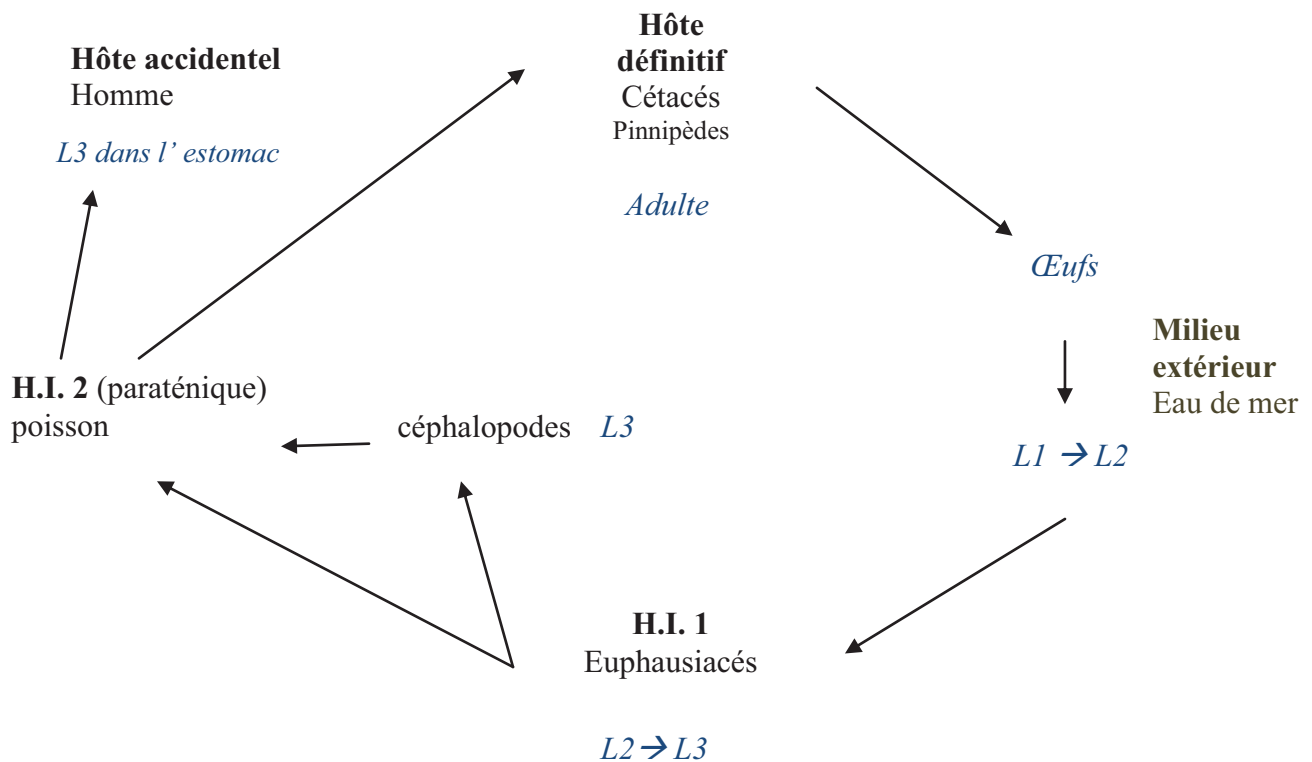 Hôte accidentel
Homme
L3 dans l’ estomac
Hôte
définitif
Cétacés
Pinnipèdes
Adulte
Œufs
Milieu
extérieur
Eau de mer
L1 → L2
H.I. 2 (paraténique)
poisson
céphalopodes L3
H.I. 1
Euphausiacés
L2 → L3